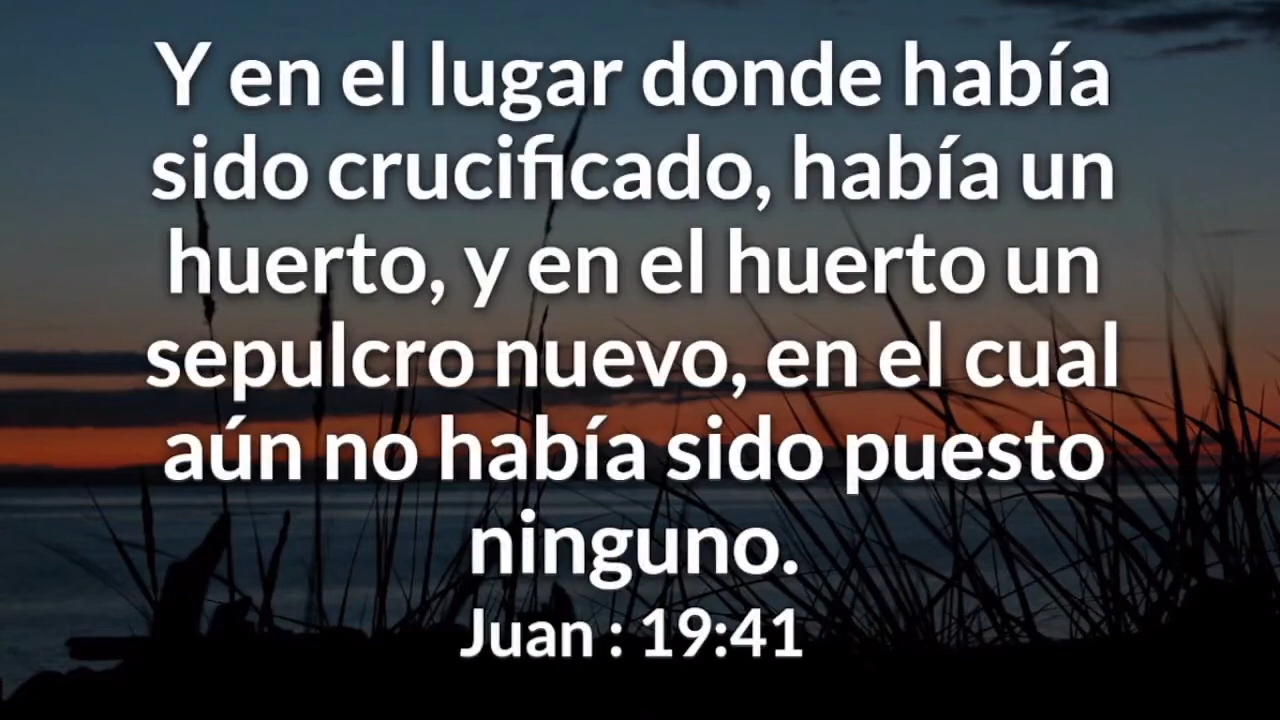 Y en el lugar donde había
sido crucificado, había un
huerto, y en el huerto un
sepulcro nuevo, en el cual
aún no había sido puesto
ninguno.
Juan : 19:41